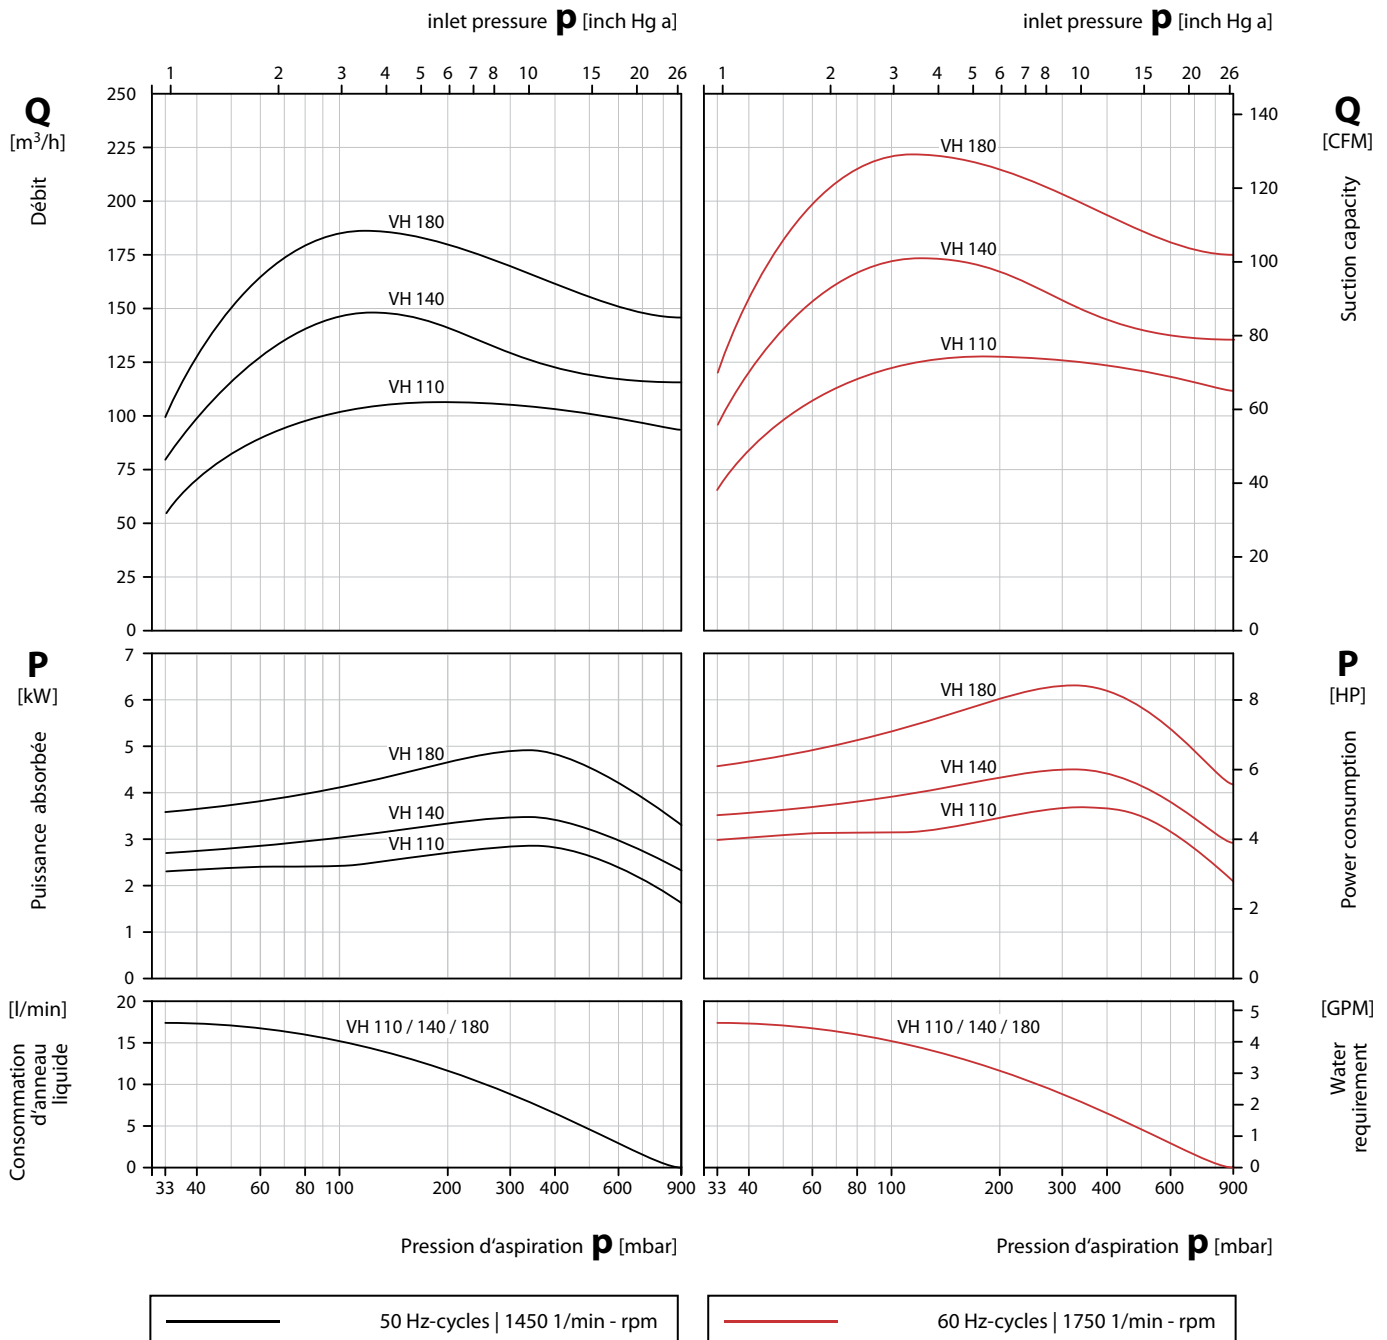 inlet pressure p [inch Hg a]
inlet pressure p [inch Hg a]
1 2 3 4 5 6 7 8 10 15 20 26
1 2 3 4 5 6 7 8 10 15 20 26
Q
[m³/h]
Débit
250
225
200
175
150
125
100
75
50
25
0
VH 180
VH 140
VH 110
VH 180
VH 140
VH 110
140
120
100
80
60
40
20
0
Q
[CFM]
Suction capacity
P
[kW]
Puissance absorbée
7
6
5
4
3
2
1
0
VH 180
VH 140
VH 110
VH 180
VH 140
VH 110
8
6
4
2
0
P
[HP]
Power consumption
[l/min]
Consommation
d'anneau
liquide
20
15
10
5
0
VH 110 / 140 / 180
VH 110 / 140 / 180
5
4
3
2
1
0
[GPM]
Water
requirement
33 40 60 80 100 200 300 400 600 900
33 40 60 80 100 200 300 400 600 900
Pression d'aspiration p [mbar]
Pression d'aspiration p [mbar]
50 Hz-cycles | 1450 1/min - rpm
60 Hz-cycles | 1750 1/min - rpm